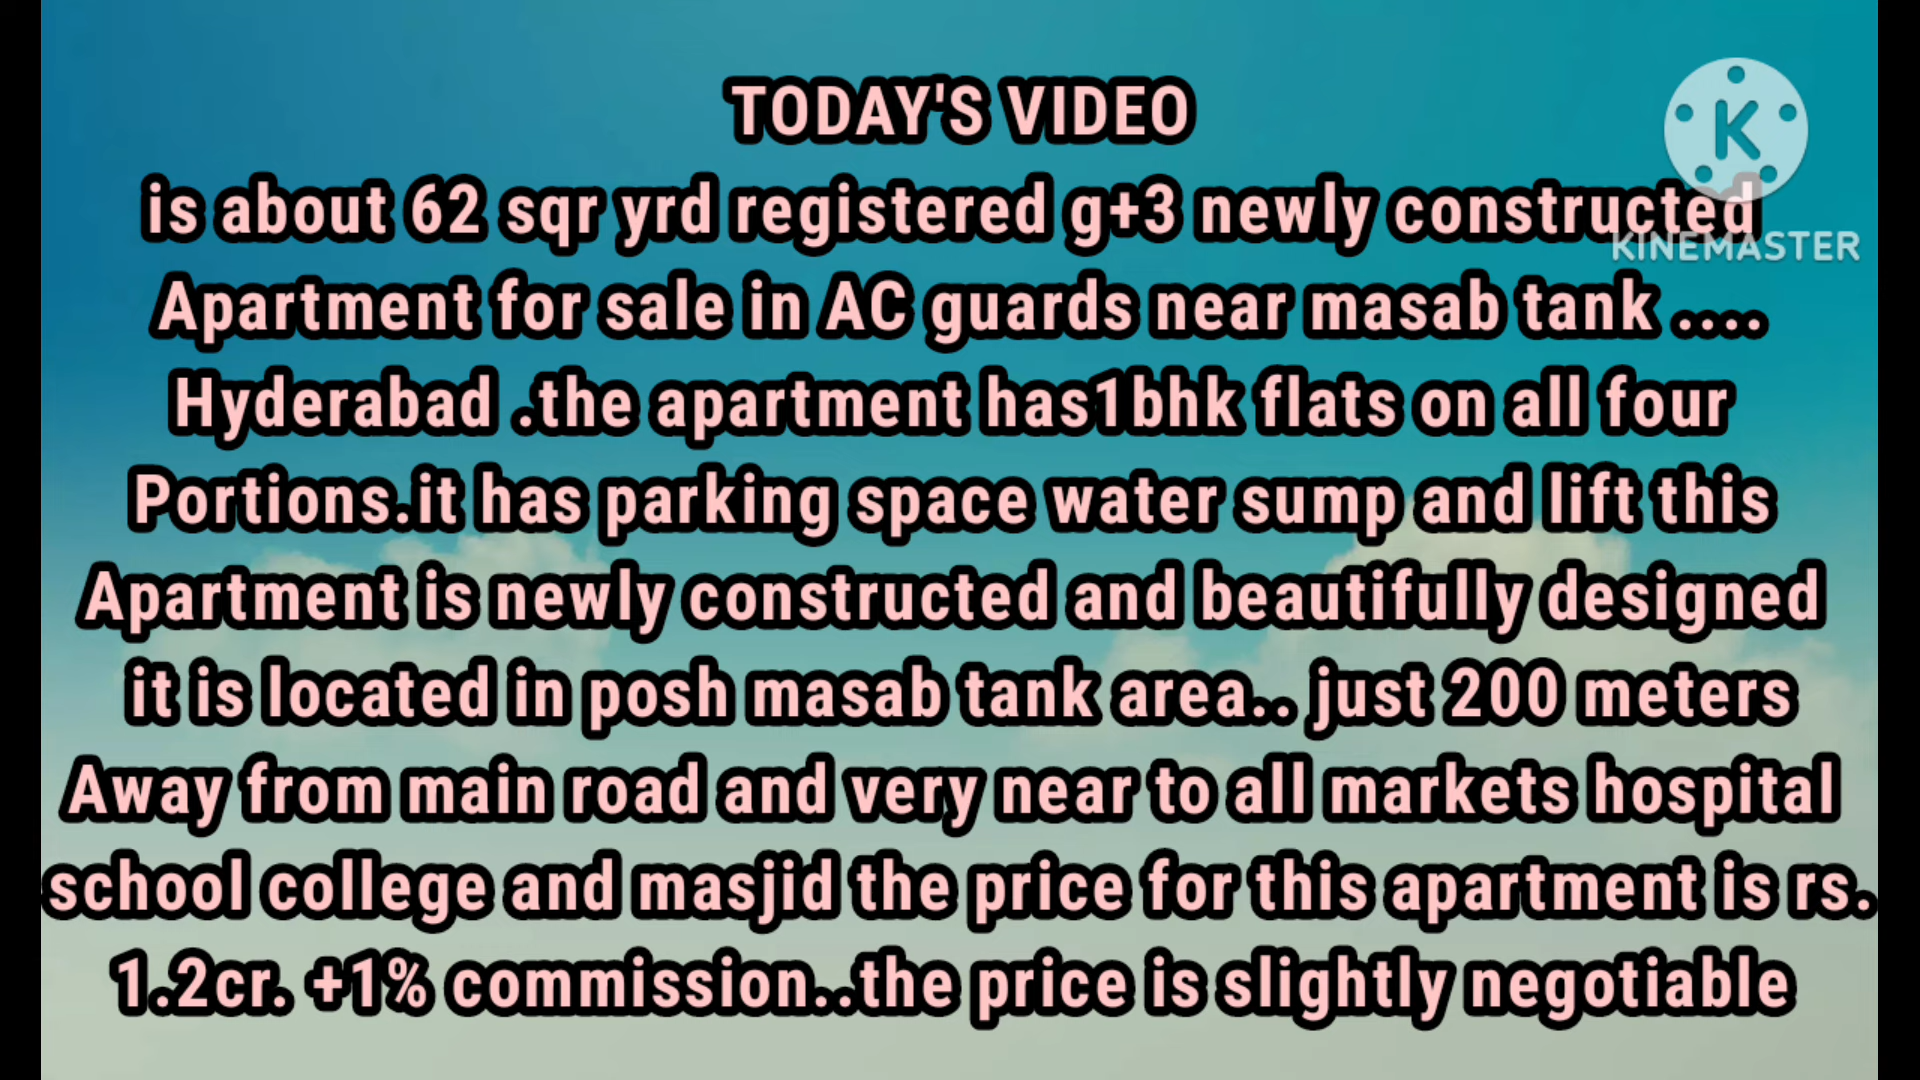 TODAY'S VIDEO
is about 62 sqr yrd registered g+3 newly constructed
Apartment for sale in AC guards near masab tank ....
Hyderabad .the apartment has1bhk flats on all four
Portions.it has parking space water sump and lift this
Apartment is newly constructed and beautifully designed
it is located in posh masab tank area.. just 200 meters
Away from main road and very near to all markets hospital
school college and masjid the price for this apartment is rs.
1.2cr. +1% commission..the price is slightly negotiable
K
KINEMASTER